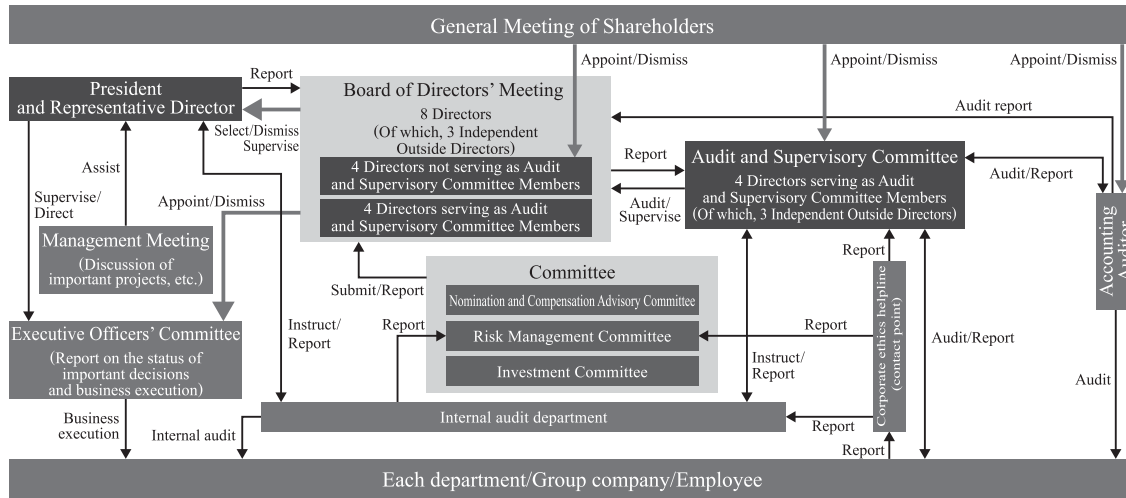 General Meeting of Shareholders
Appoint/Dismiss
Appoint/Dismiss
Appoint/Dismiss
President
and Representative Director
Report
Select/Dismiss
Supervise
Board of Directors’ Meeting
8 Directors
(Of which, 3 Independent
Outside Directors)
4 Directors not serving as Audit
and Supervisory Committee Members
4 Directors serving as Audit
and Supervisory Committee Members
Audit report
Report
Audit/
Supervise
Audit and Supervisory Committee
4 Directors serving as Audit
and Supervisory Committee Members
(Of which, 3 Independent Outside Directors)
Audit/Report
Accounting
Auditor
Assist
Supervise/
Direct
Appoint/Dismiss
Management Meeting
(Discussion of
important projects, etc.)
Submit/Report
Committee
Nomination and Compensation Advisory Committee
Risk Management Committee
Investment Committee
Report
Corporate ethics helpline
(contact point)
Executive Officers’ Committee
(Report on the status of
important decisions
and business execution)
Instruct/
Report
Report
Report
Instruct/
Report
Audit/Report
Audit
Business
execution
Internal audit
Internal audit department
Report
Report
Each department/Group company/Employee